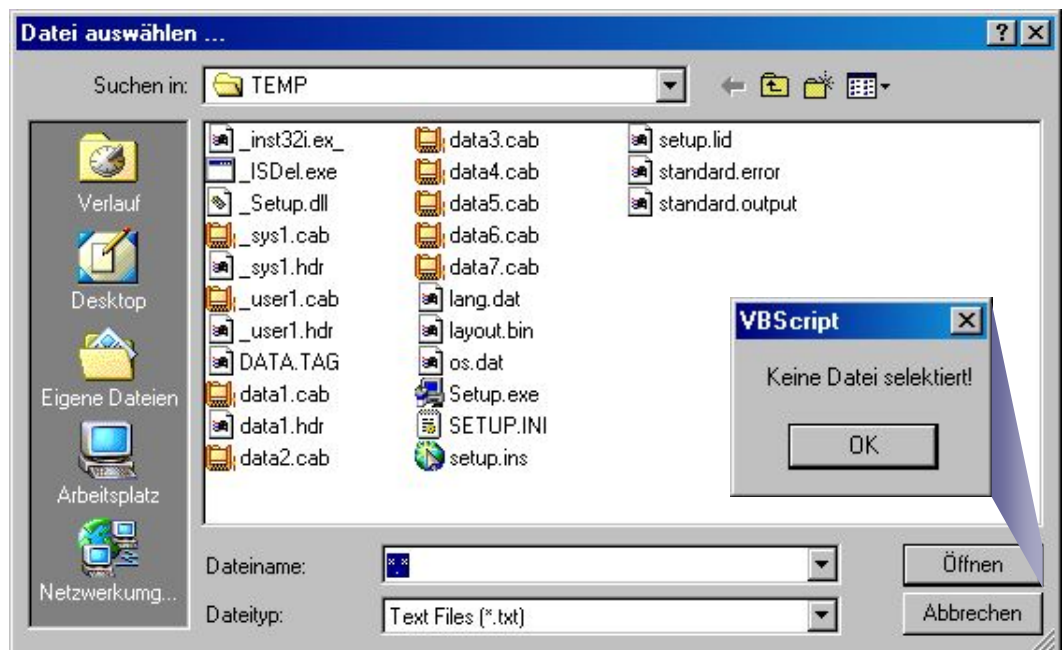 Datei auswählen ...
Suchen in: TEMP
Verlauf
Desktop
Eigene Dateien
Arbeitsplatz
Netzwerkumg...
_inst32i.ex_
_ISDel.exe
_Setup.dll
_sys1.cab
_sys1.hdr
_user1.cab
_user1.hdr
DATA.TAG
data1.cab
data1.hdr
data2.cab
data3.cab
data4.cab
data5.cab
data6.cab
data7.cab
lang.dat
layout.bin
os.dat
Setup.exe
SETUP.INI
setup.ins
setup.lid
standard.error
standard.output
VBScript
Keine Datei selektiert!
OK
Dateiname: *.*
Öffnen
Dateityp: Text Files (*.txt)
Abbrechen